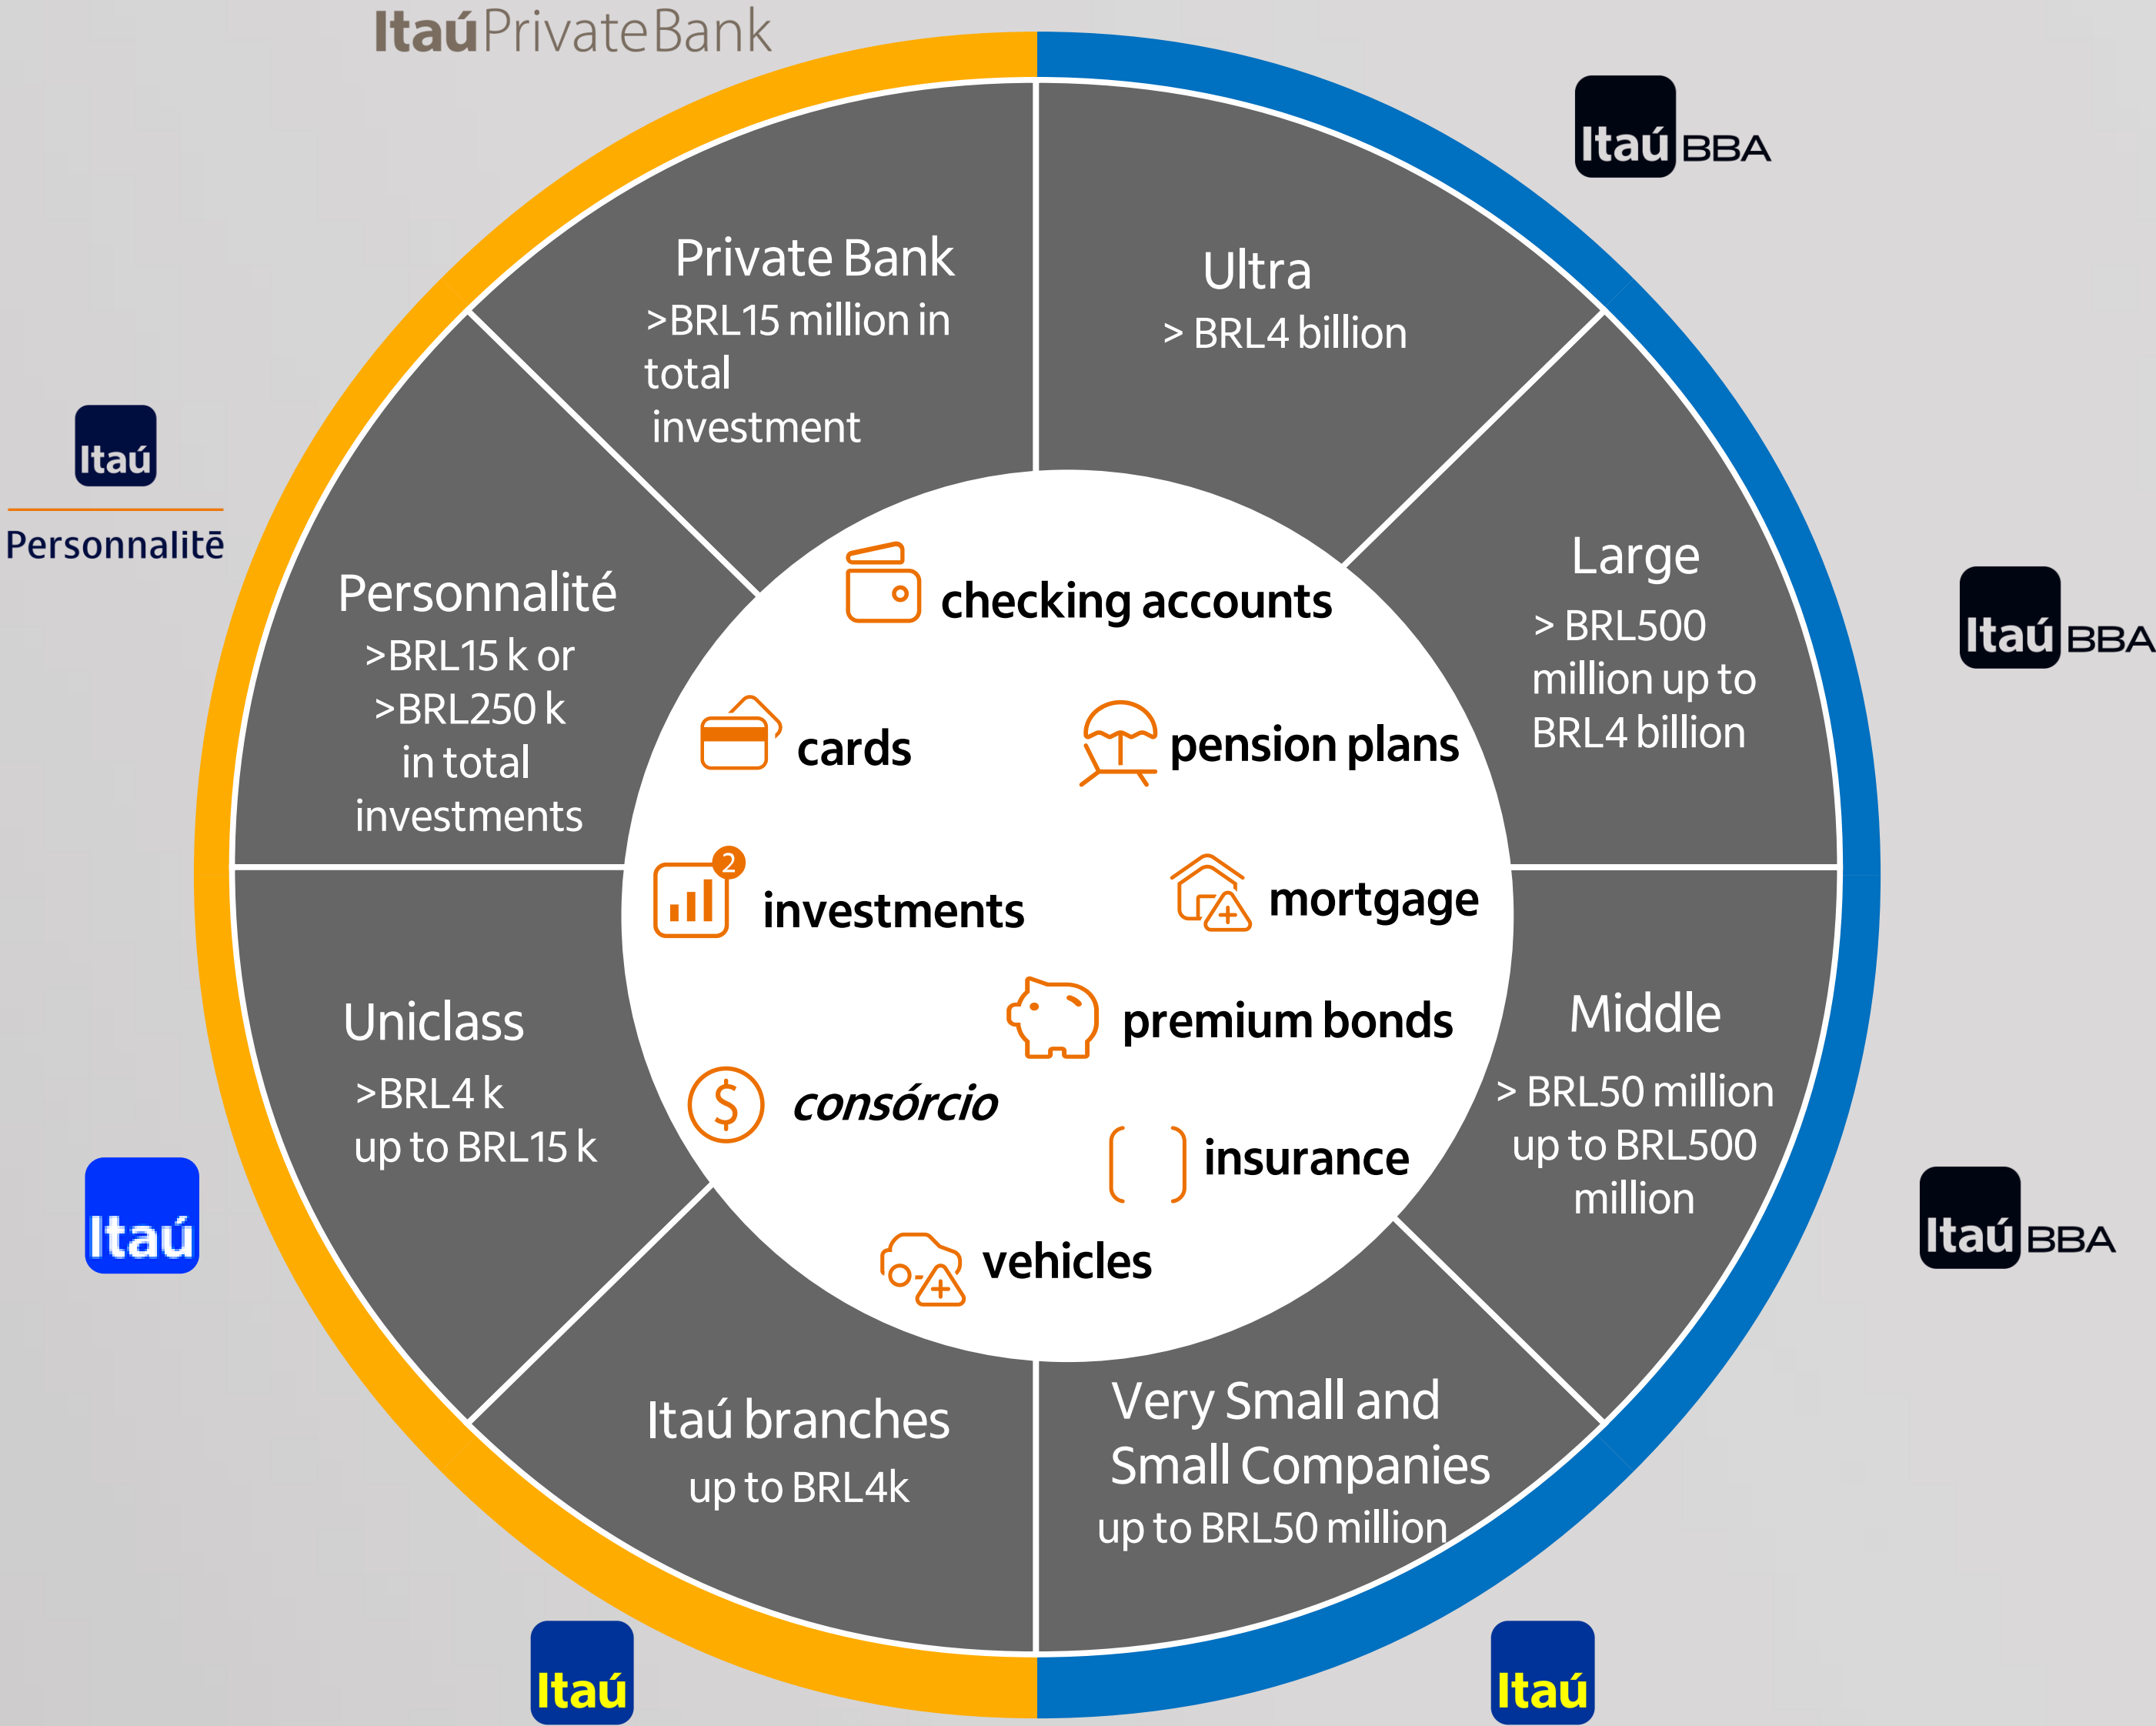 ItaúPrivateBank
Itaú BBA
Private Bank
>BRL15 million in
total
investment
Ultra
> BRL4 billion
Itaú
Personnalitē
Personnalité
>BRL15 k or
>BRL250 k
in total
investments
Large
> BRL500
million up to
BRL4 billion
Itaú BBA
checking accounts
cards
pension plans
2
investments
mortgage
premium bonds
consórcio
insurance
vehicles
Uniclass
>BRL4 k
upto BRL15 k
Itaú
Middle
> BRL50 million
up to BRL500
million
Itaú BBA
Itaú branches
up to BRL4k
Very Small and
Small Companies
up to BRL50 million
Itaú
Itaú